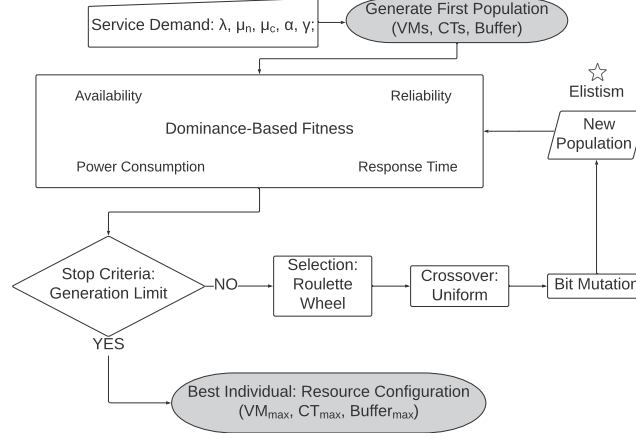 Generate First Population
(VMs, CTs, Buffer)
Service Demand: λ, μn, μc, α, γ;
Elistism
Availability
Reliability
New
Population
Dominance-Based Fitness
Power Consumption
Response Time
Stop Criteria:
Generation Limit
NO
Selection:
Roulette
Wheel
Crossover:
Uniform
Bit Mutation
YES
Best Individual: Resource Configuration
(VMmax, CTmax, Buffermax)